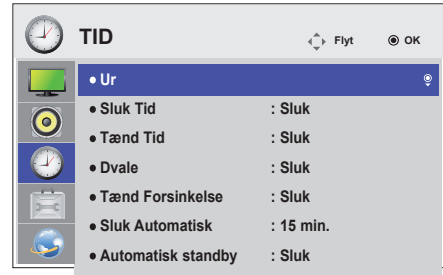 TID
Flyt
OK
● Ur
● Sluk Tid : Sluk
● Tænd Tid : Sluk
● Dvale : Sluk
● Tænd Forsinkelse : Sluk
● Sluk Automatisk : 15 min.
● Automatisk standby : Sluk